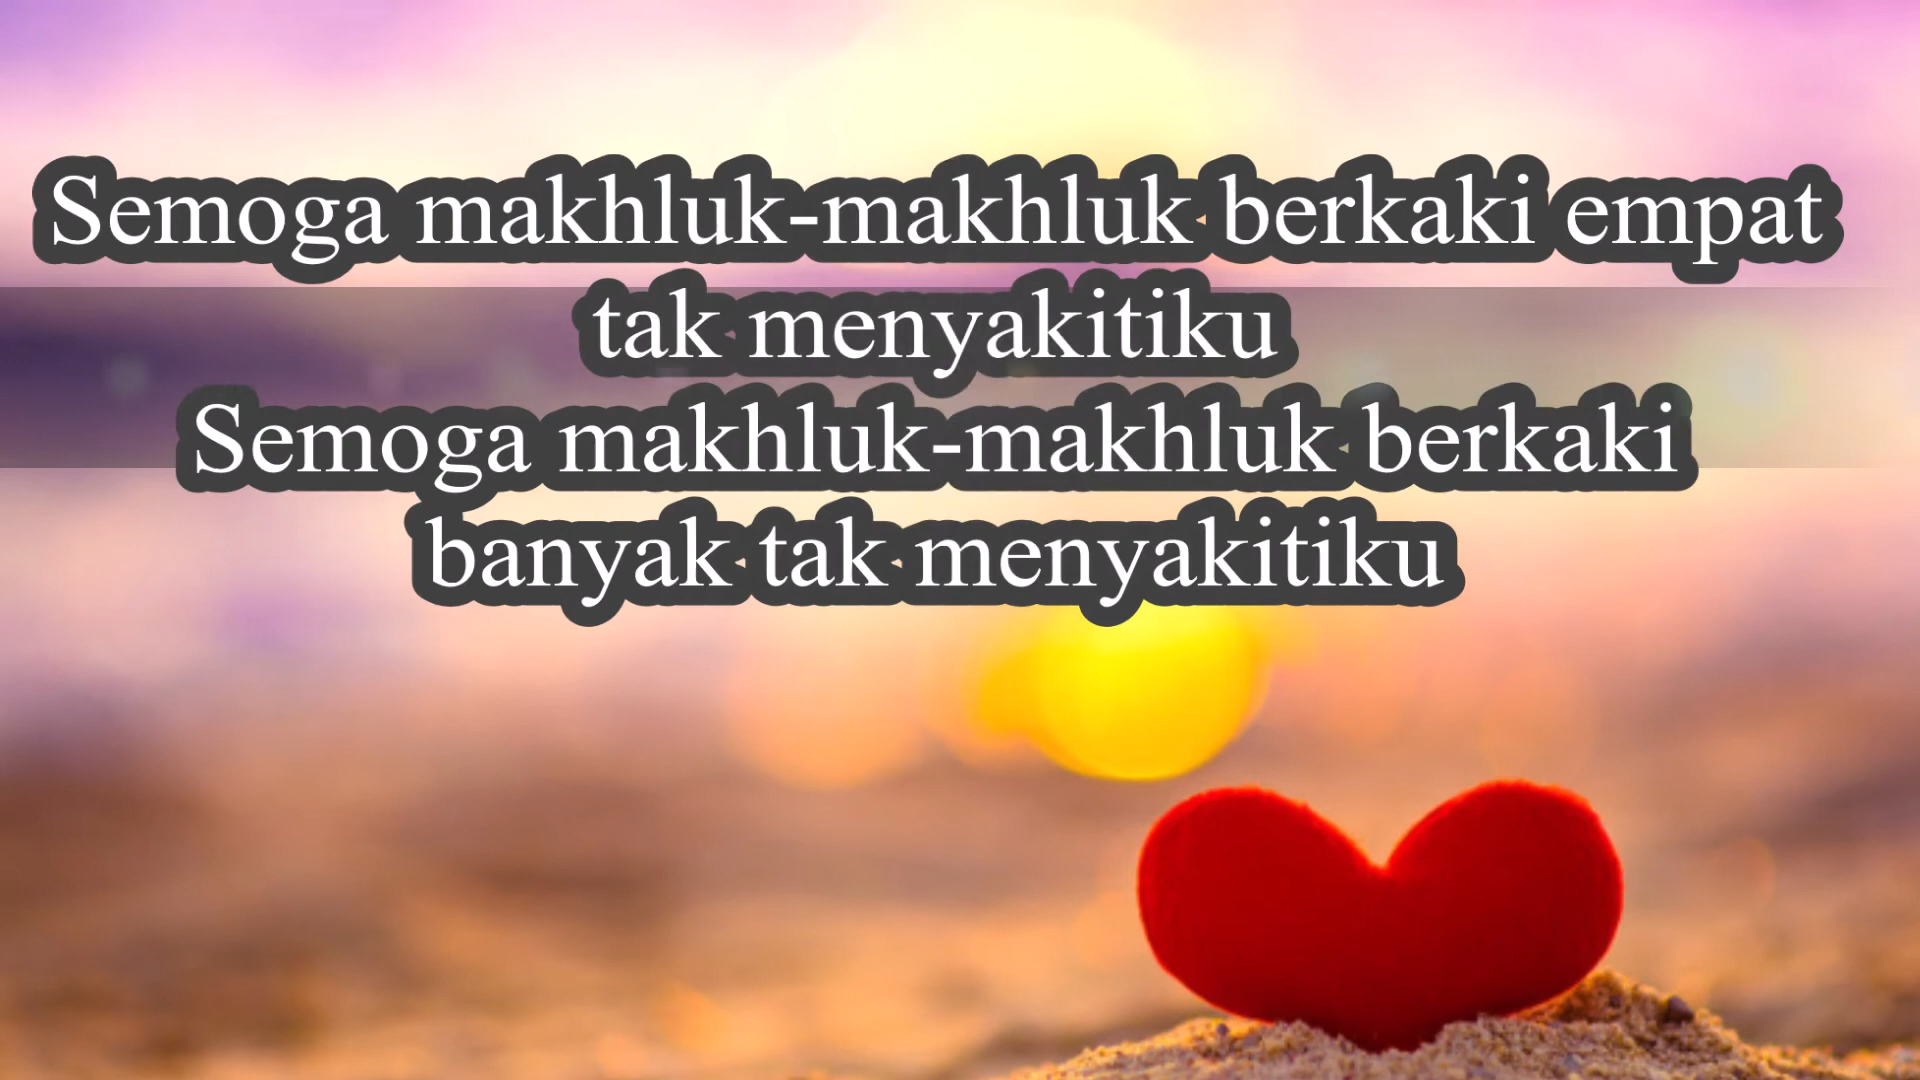 Semoga makhluk-makhluk berkaki empat
tak menyakitiku
Semoga makhluk-makhluk berkaki
banyak tak menyakitiku